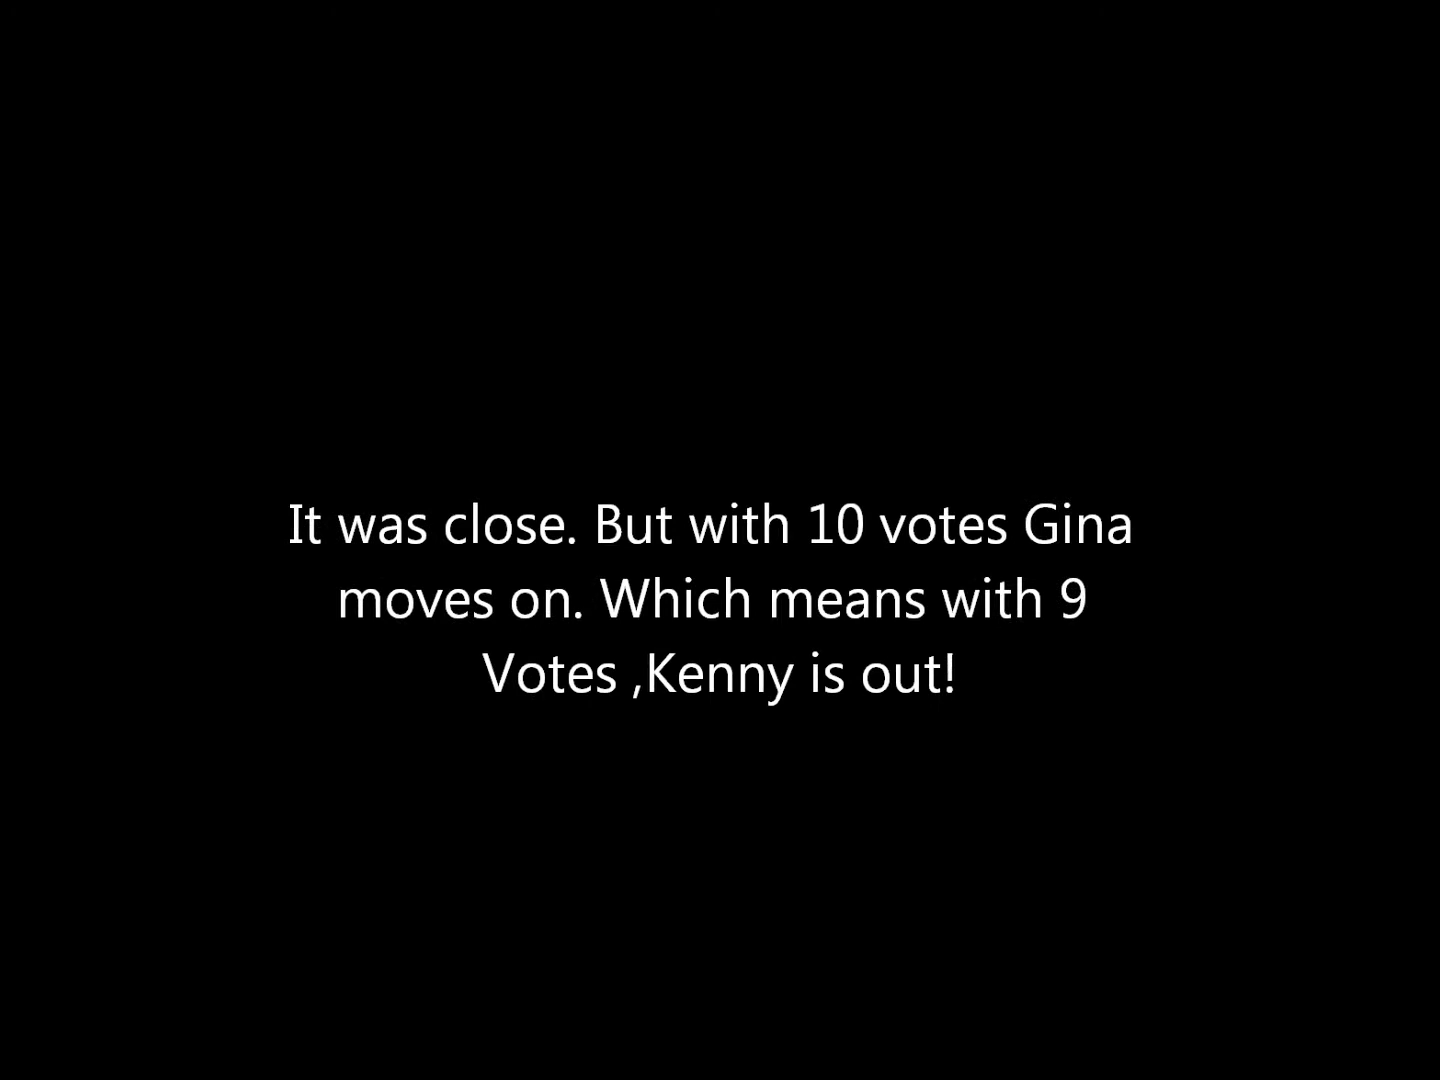 It was close. But with 10 votes Gina
moves on. Which means with 9
Votes ,Kenny is out!